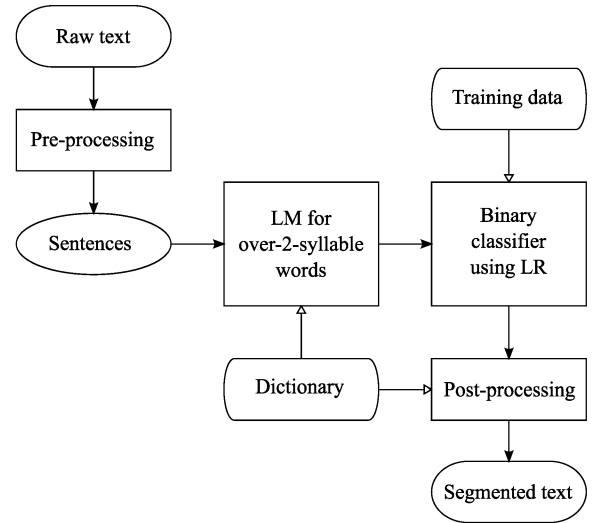 Raw text
Training data
Pre-processing
Sentences
LM for
over-2-syllable
words
Binary
classifier
using LR
Dictionary
Post-processing
Segmented text